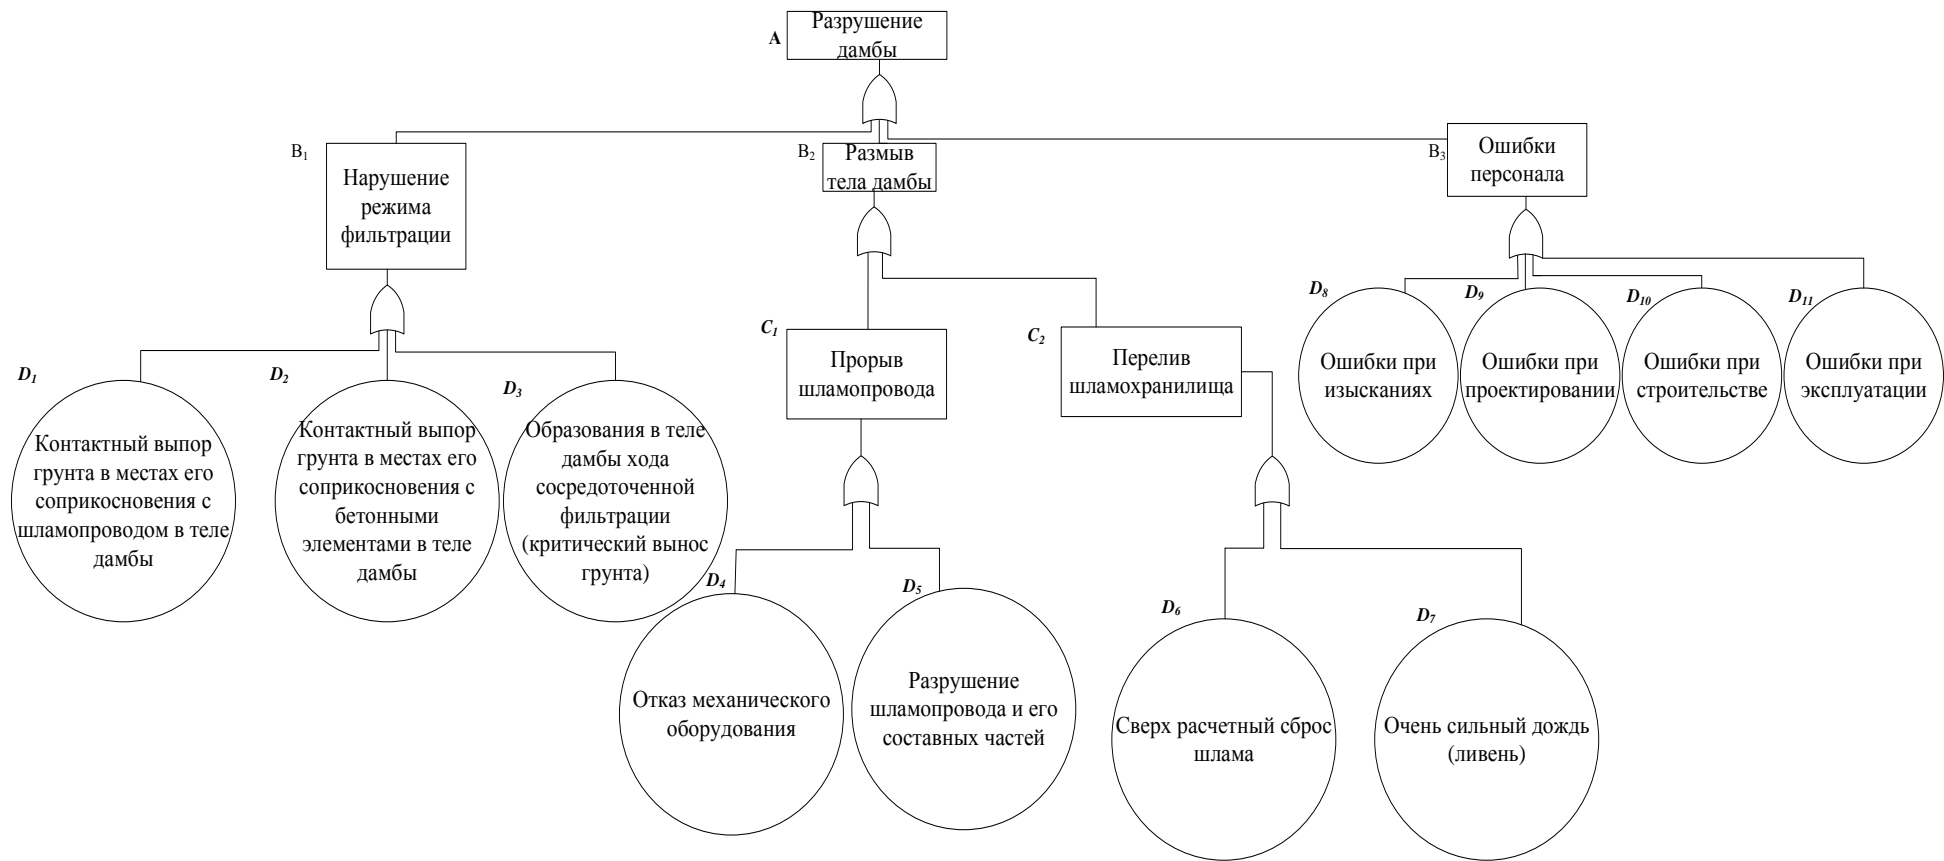 A
Разрушение
дамбы
B1
Нарушение
режима
фильтрации
B2
Размыв
тела дамбы
B3
Ошибки
персонала
D8
Ошибки при
изысканиях
D9
Ошибки при
проектировании
D10
Ошибки при
строительстве
D11
Ошибки при
эксплуатации
C1
Прорыв
шламопровода
C2
Перелив
шламохранилища
D1
Контактный выпор
грунта в местах его
соприкосновения с
шламопроводом в теле
дамбы
D2
Контактный выпор
грунта в местах его
соприкосновения с
бетонными
элементами в теле
дамбы
D3
Образования в теле
дамбы хода
сосредоточенной
фильтрации
(критический вынос
грунта)
D4
Отказ механического
оборудования
D5
Разрушение
шламопровода и его
составных частей
D6
Сверх расчетный сброс
шлама
D7
Очень сильный дождь
(ливень)